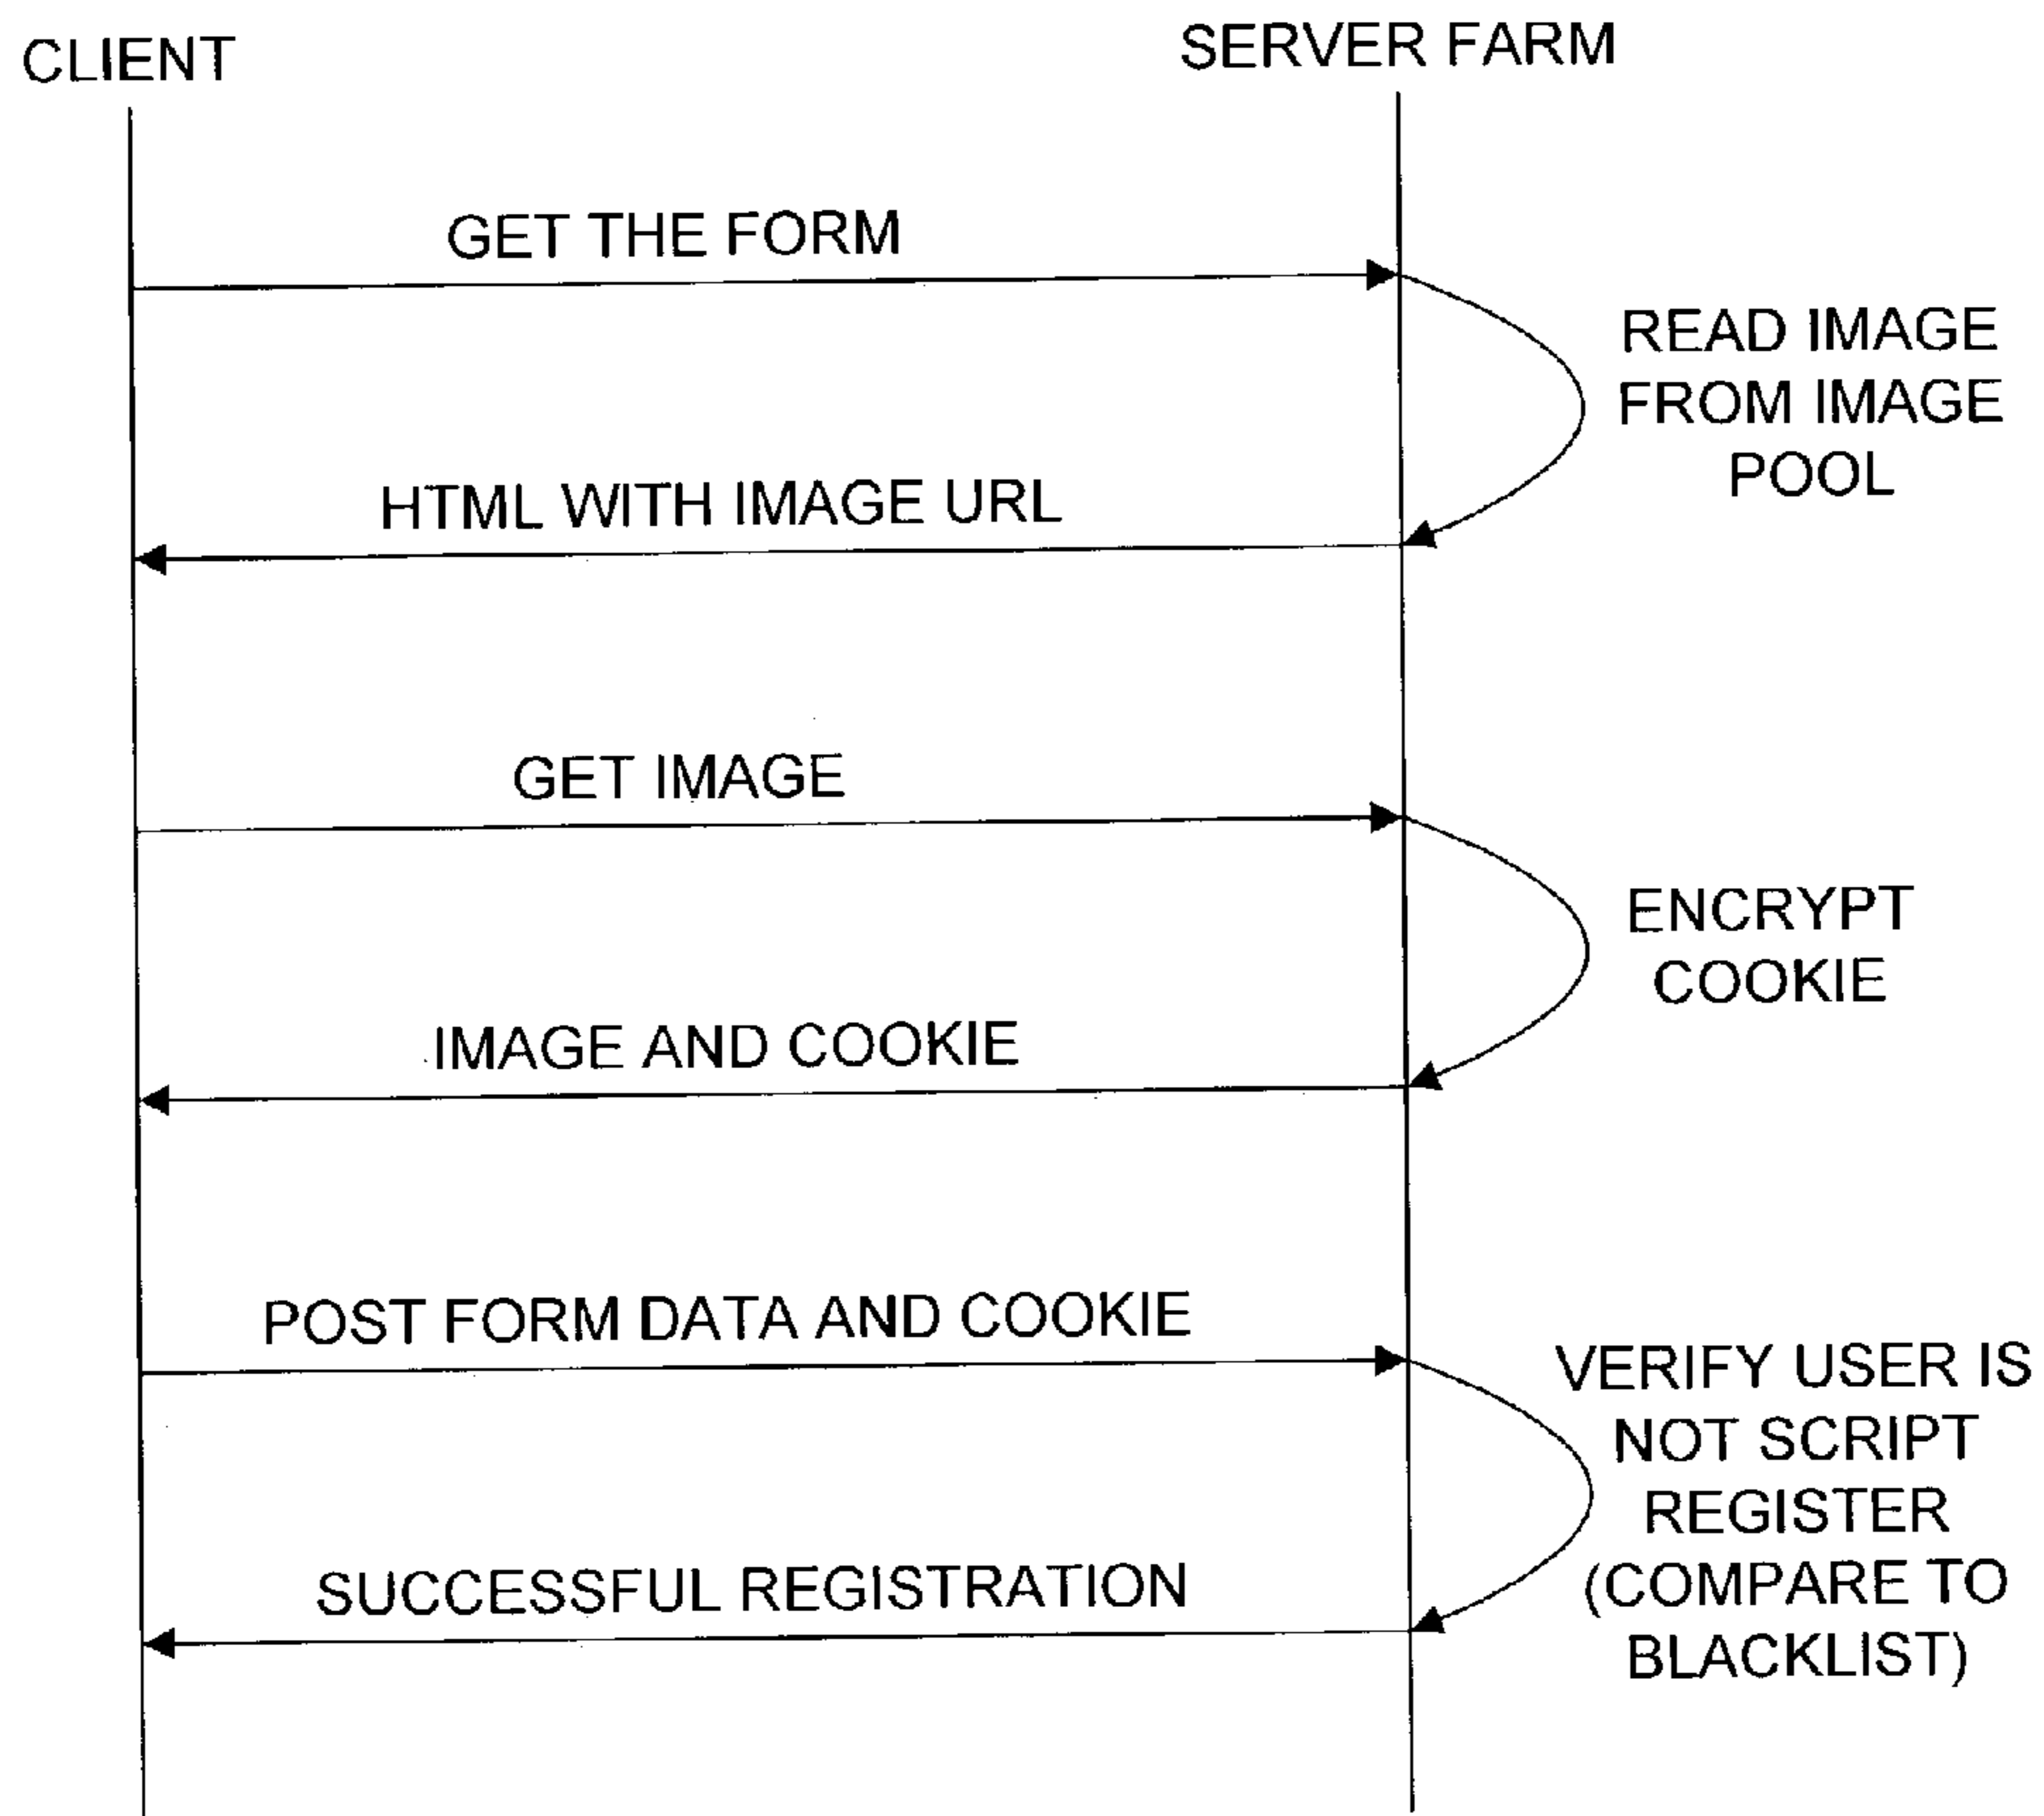 CLIENT
SERVER FARM
GET THE FORM
READ IMAGE
FROM IMAGE
POOL
HTML WITH IMAGE URL
GET IMAGE
ENCRYPT
COOKIE
IMAGE AND COOKIE
POST FORM DATA AND COOKIE
VERIFY USER IS
NOT SCRIPT
REGISTER
(COMPARE TO
BLACKLIST)
SUCCESSFUL REGISTRATION